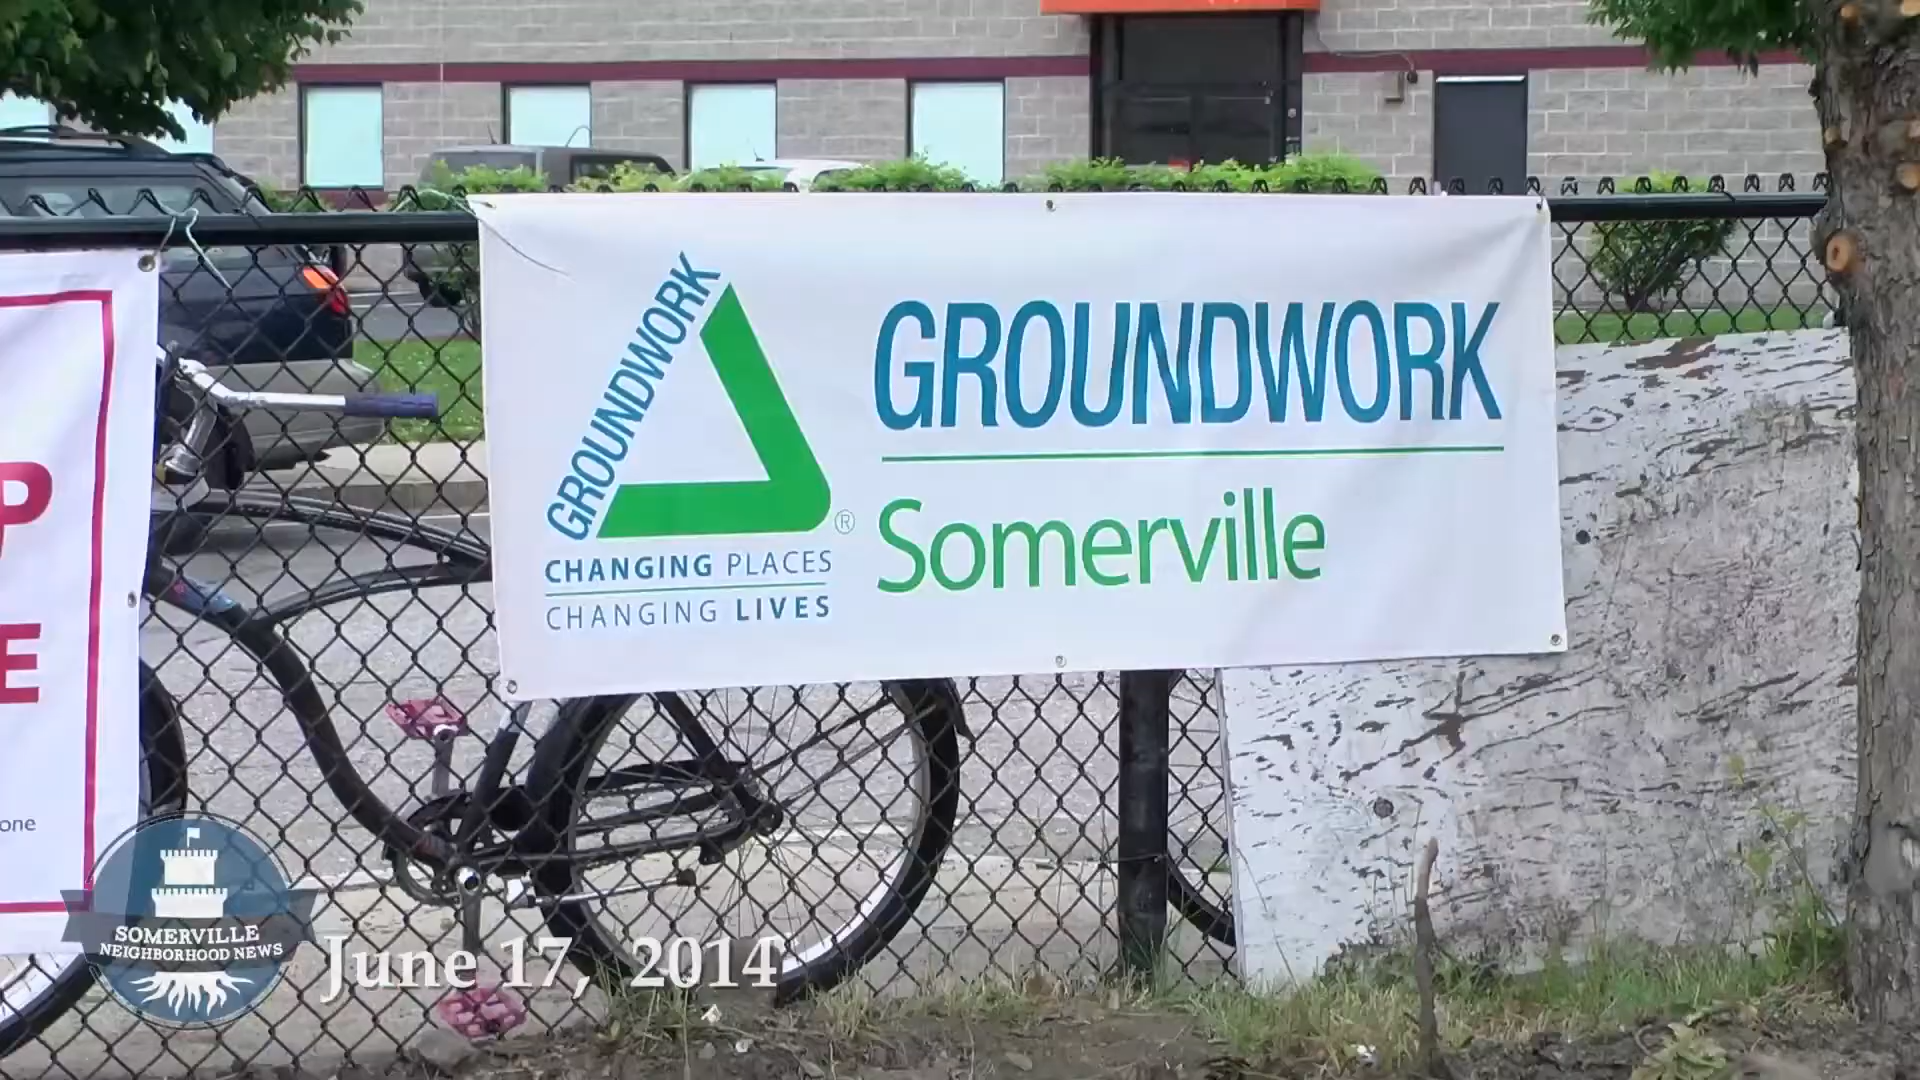 GROUNDWORK
CHANGING PLACES
CHANGING LIVES
®
GROUNDWORK
Somerville
P
E
one
SOMERVILLE
NEIGHBORHOOD NEWS
June 17, 2014